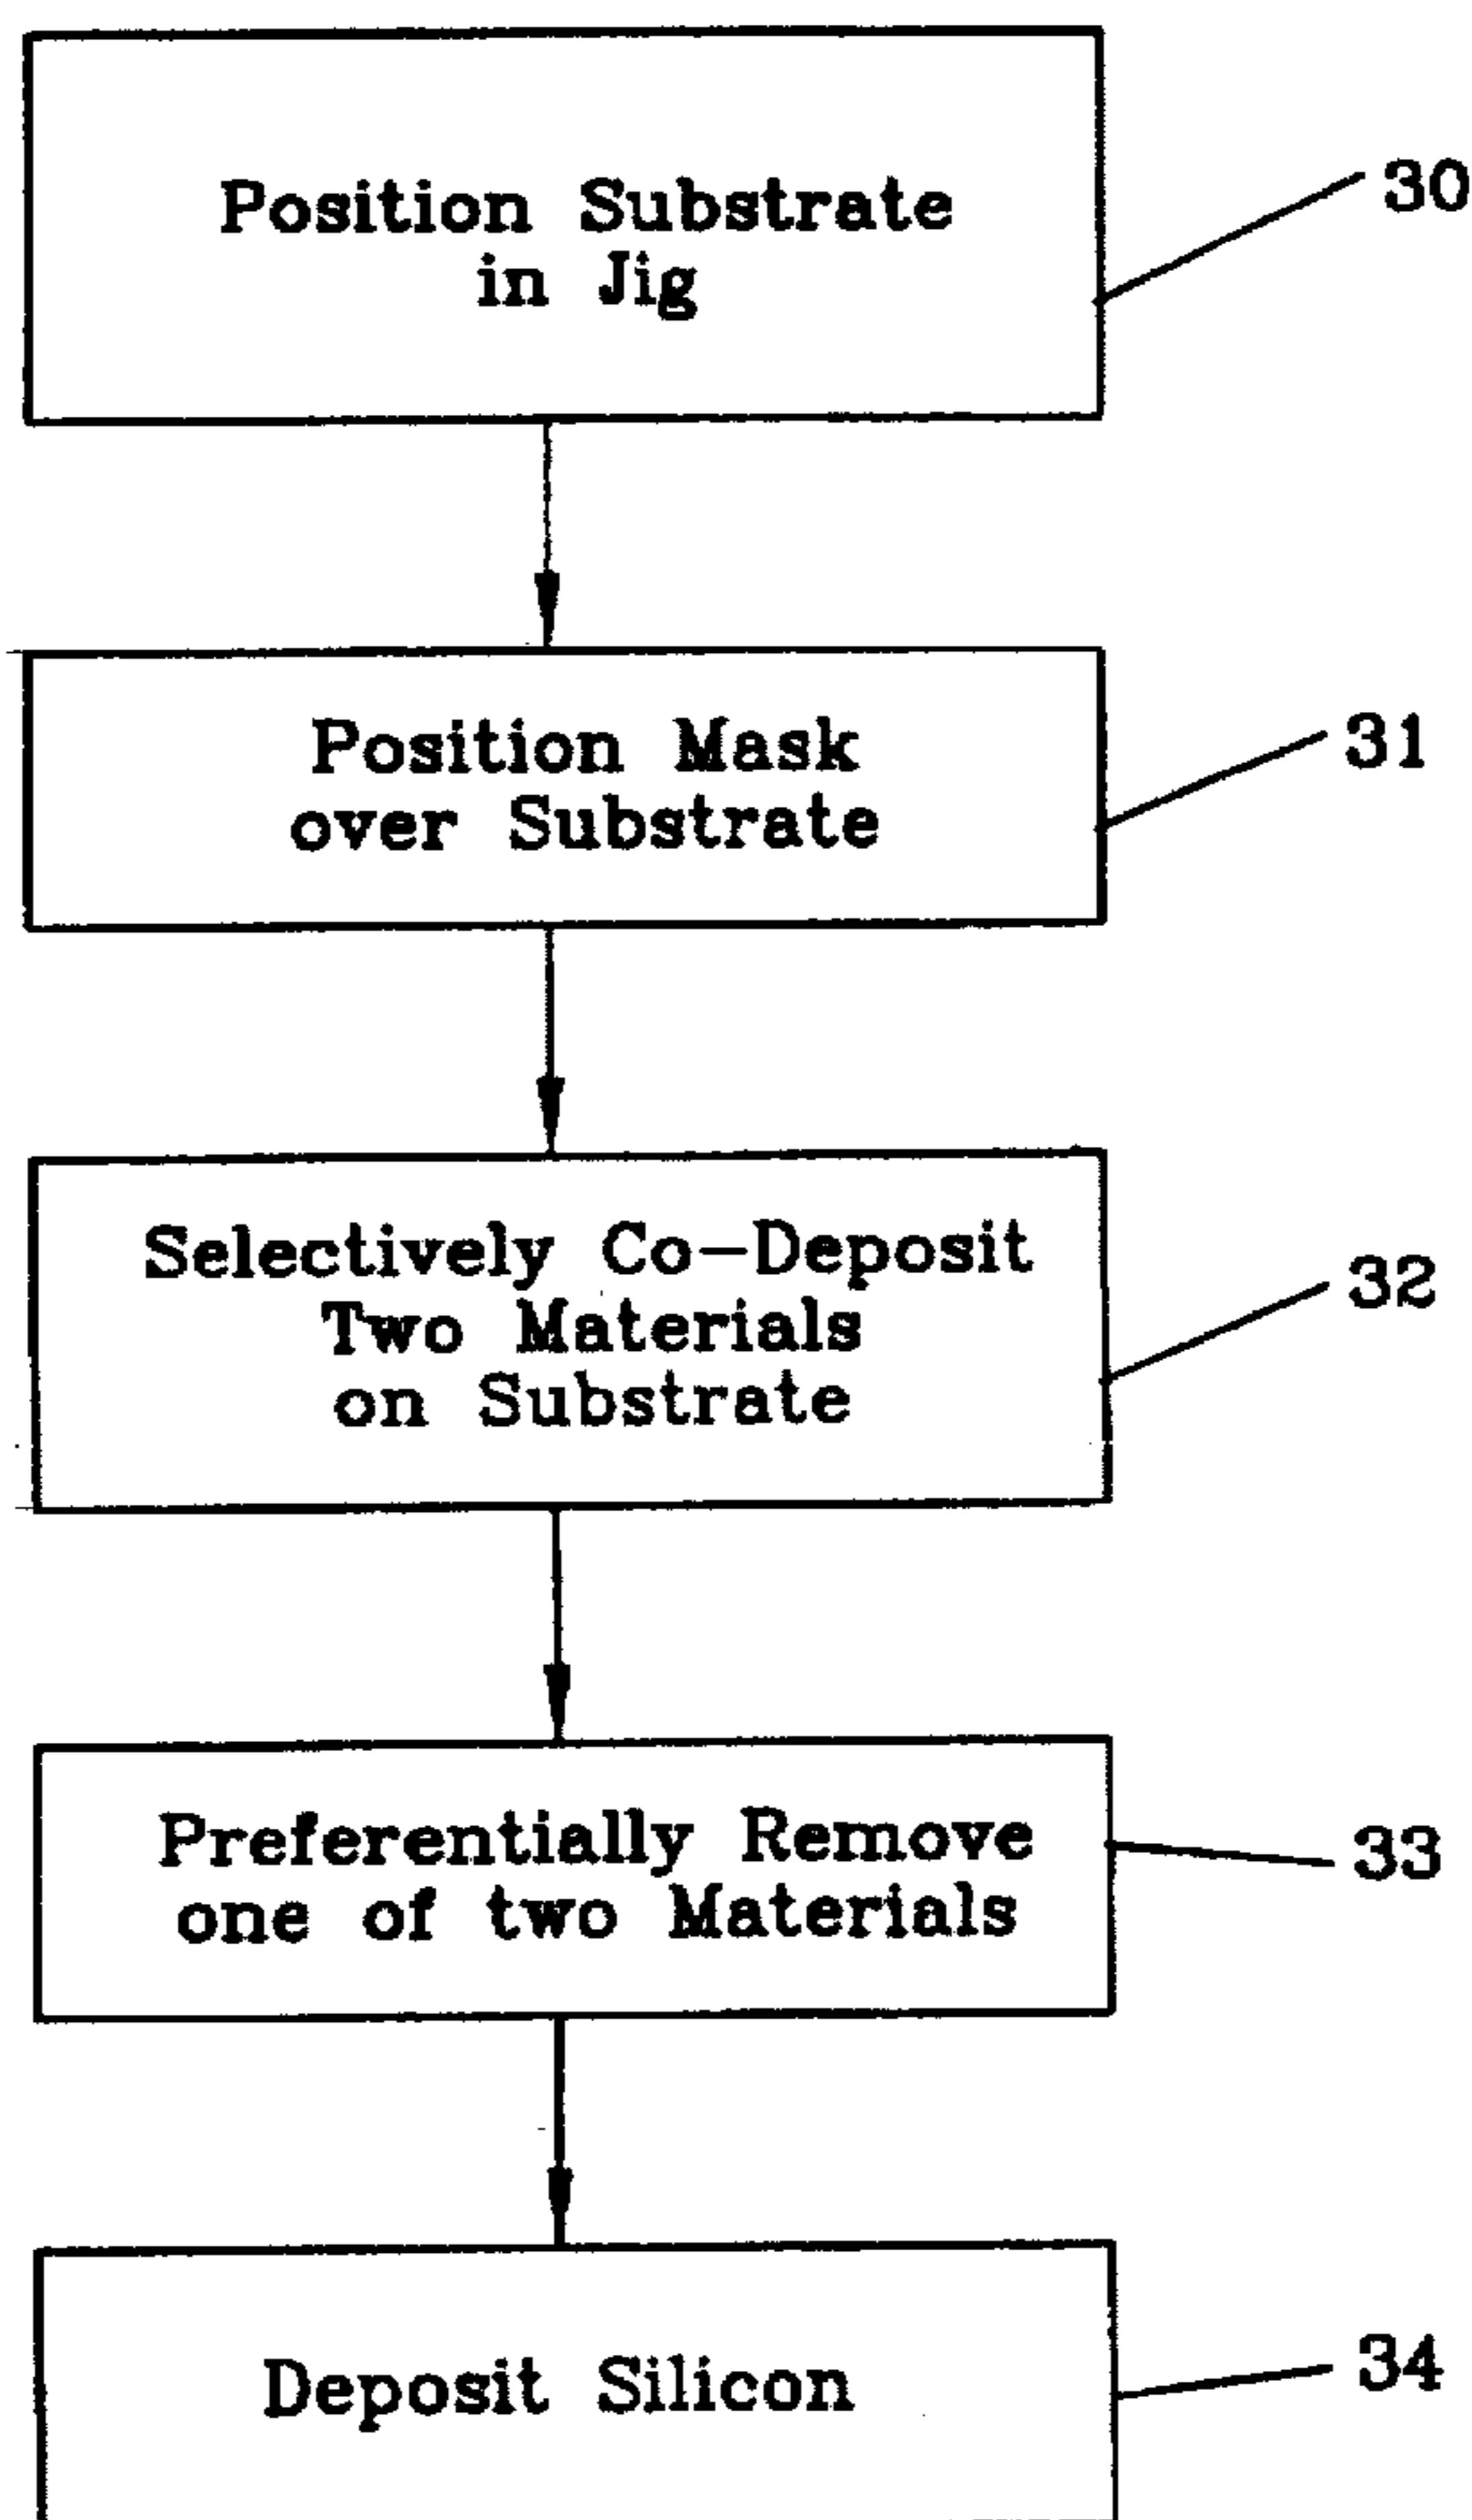 Position Substrate
in Jig
30
Position Mask
over Substrate
31
Selectively Co-Deposit
Two Materials
on Substrate
32
Preferentially Remove
one of two Materials
33
Deposit Silicon
34